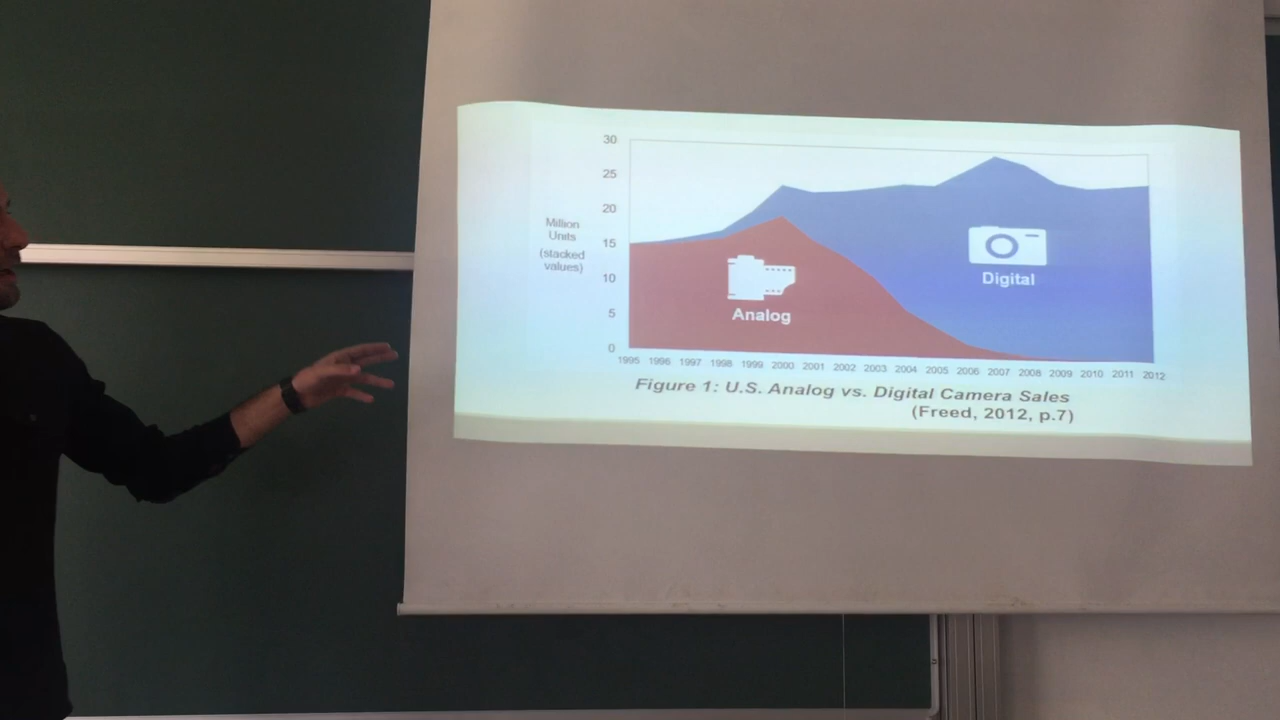 30
25
20
15
10
5
0
Million
Units
(stacked
values)
Analog
Digital
1995 1996 1997 1998 1999 2000 2001 2002 2003 2004 2005 2006 2007 2008 2009 2010 2011 2012
Figure 1: U.S. Analog vs. Digital Camera Sales
(Freed, 2012, p.7)